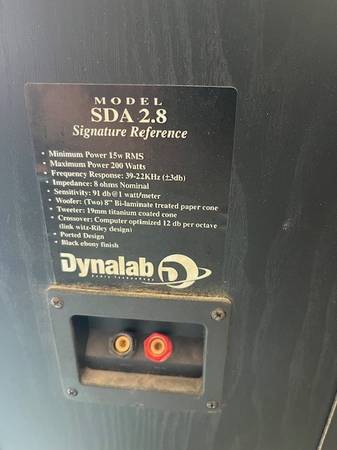 MODEL
SDA 2.8
Signature Reference
• Minimum Power 15w RMS
• Maximum Power 200 Watts
• Frequency Response: 39-22KHz (±3db)
• Impedance: 8 ohms Nominal
• Sensitivity: 91 db@1 watt/meter
• Woofer: (Two) 8" Bi-laminate treated paper cone
• Tweeter: 19mm titanium coated cone
• Crossover: Computer optimized 12 db per octave
(link witz-Riley design)
• Ported Design
• Black ebony finish
Dynalab